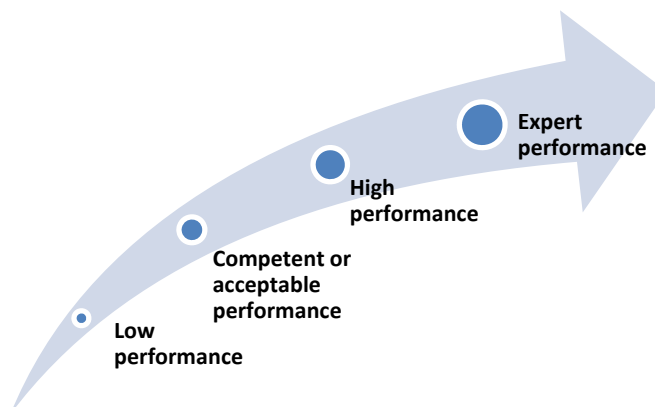 Expert
performance
High
performance
Competent or
acceptable
performance
Low
performance